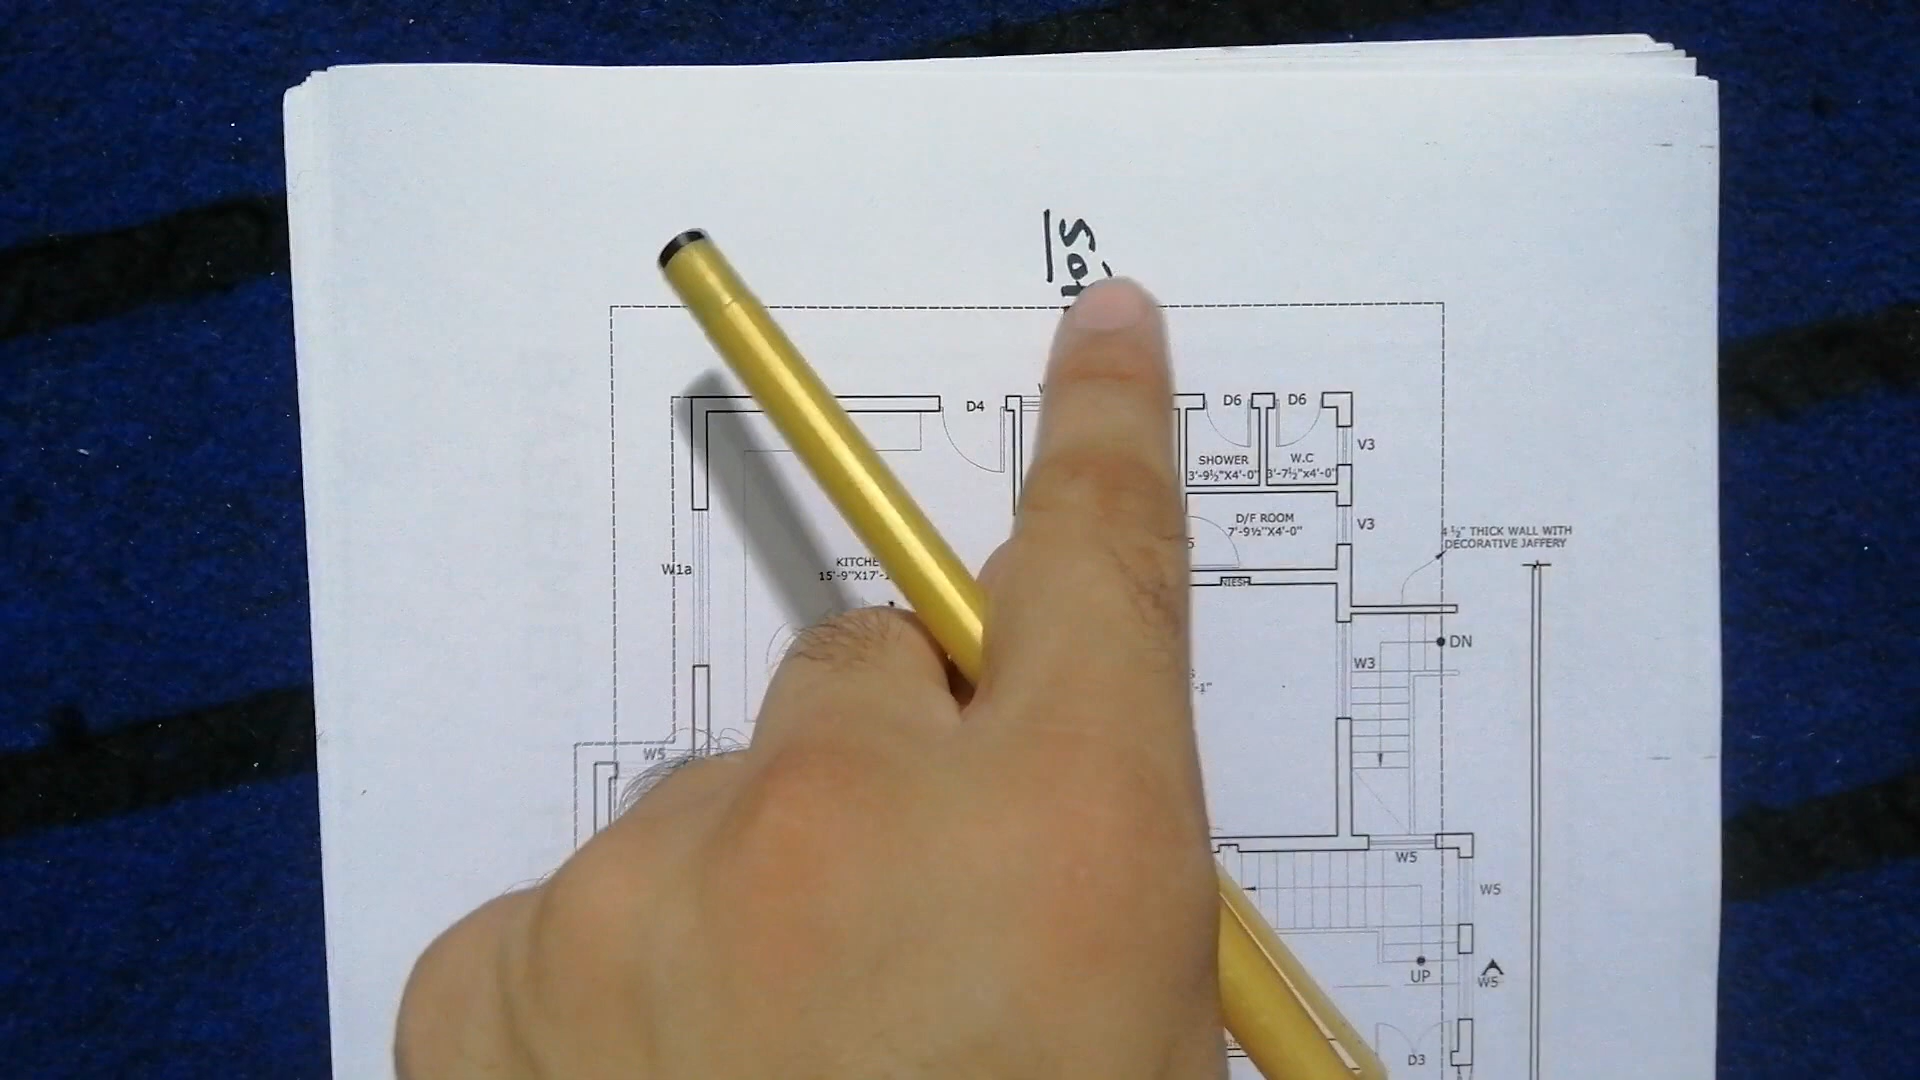 50'
D4
D6
D6
SHOWER
3'-9½"X4'-0"
W.C
3'-7½"x4'-0"
V3
D/F ROOM
7'-9½"X4'-0"
V3
4½" THICK WALL WITH
DECORATIVE JAFFERY
W1a
NIESH
DN
W3
W5
W5
W5
UP
W5
D3